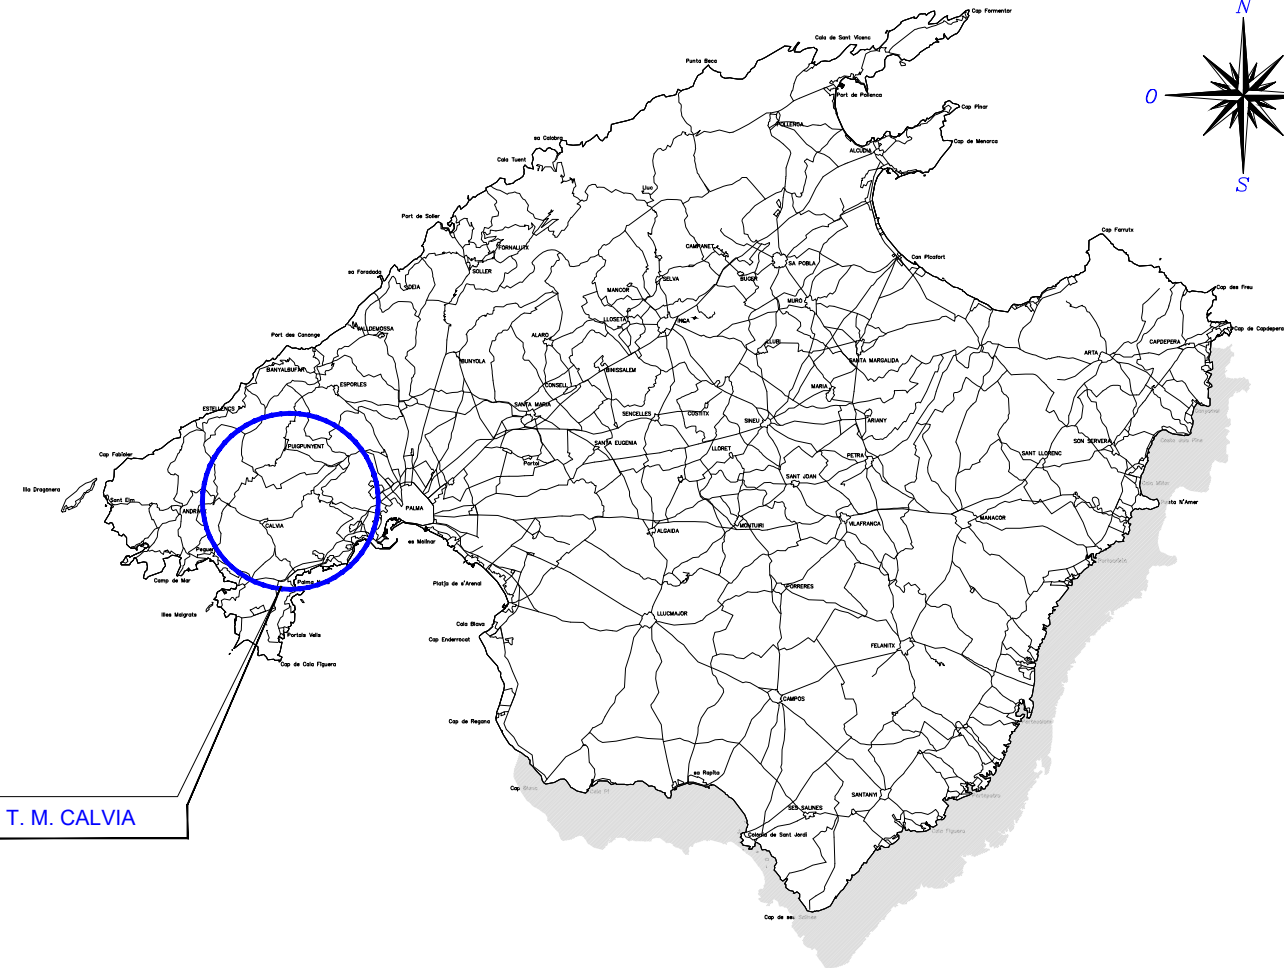 N
Cap Formentor
Cala de Sant Vicenc
Punta Beca
Port de Pollenca
O
Cap Pinar
POLLENCA
sa Calobra
Cap de Menorca
ALCUDIA
Cala Tuent
S
Lluc
Port de Soller
Cap Farrutx
FORNALUTX
CAMPANET
Can Picafort
SA POBLA
SOLLER
sa Foradada
SELVA
BUGER
DEIA
MANCOR
Cap des Freu
MURO
LLOSETA
INCA
VALLDEMOSSA
Cap de Capdepera
Port des Canonge
ALARO
LLUBI
CAPDEPERA
ARTA
BUNYOLA
SANTA MARGALIDA
BANYALBUFAR
BINISSALEM
ESPORLES
CONSELL
MARIA
SANTA MARIA
ESTELLENCS
SENCELLES
COSTITX
SINEU
ARIANY
PUIGPUNYENT
SANTA EUGENIA
SON SERVERA
LLORET
Cap Fabioler
PETRA
SANT LLORENC
Portol
SANT JOAN
Illa Dragonera
Sant Elm
PALMA
CALVIA
VILAFRANCA
MANACOR
MONTUIRI
ALGAIDA
es Molinar
Camp de Mar
Platja de s'Arenal
PORRERES
Illes Malgrats
LLUCMAJOR
Cala Blava
Portals Vells
Cap Enderrocat
FELANITX
Cap de Cala Figuera
CAMPOS
Cap de Regana
sa Rapita
SANTANYI
SES SALINES
T. M. CALVIA
Colonia de Sant Jordi
Cap de ses Salines